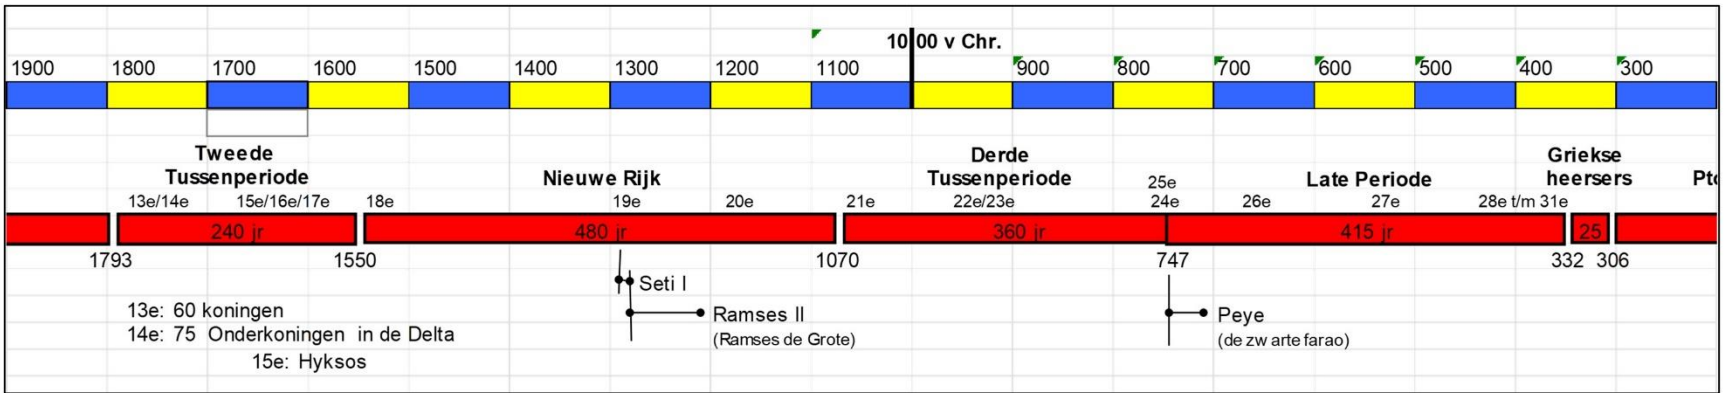 1000 v Chr.
1900 1800 1700 1600 1500 1400 1300 1200 1100 900 800 700 600 500 400 300
Tweede
Tussenperiode
Nieuwe Rijk
Derde
Tussenperiode
Late Periode
Griekse
heersers
25e
13e/14e 15e/16e/17e 18e 19e 20e 21e 22e/23e 24e 26e 27e 28e t/m 31e
240 jr 480 jr 360 jr 415 jr 25
1793 1550 1070 747 332 306
Seti I
13e: 60 koningen
14e: 75 Onderkoningen in de Delta
15e: Hyksos
Ramses II
(Ramses de Grote)
Peye
(de zwarte farao)